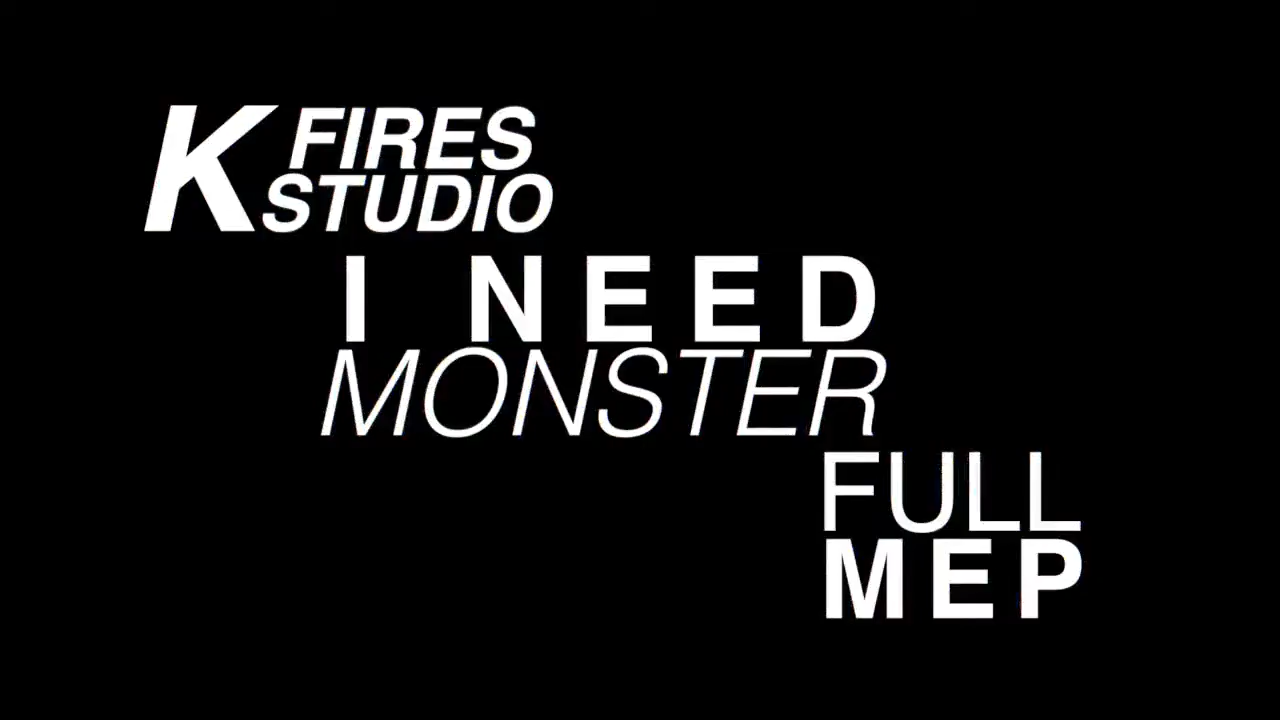 K FIRES
STUDIO
I NEED
MONSTER
FULL
MEP